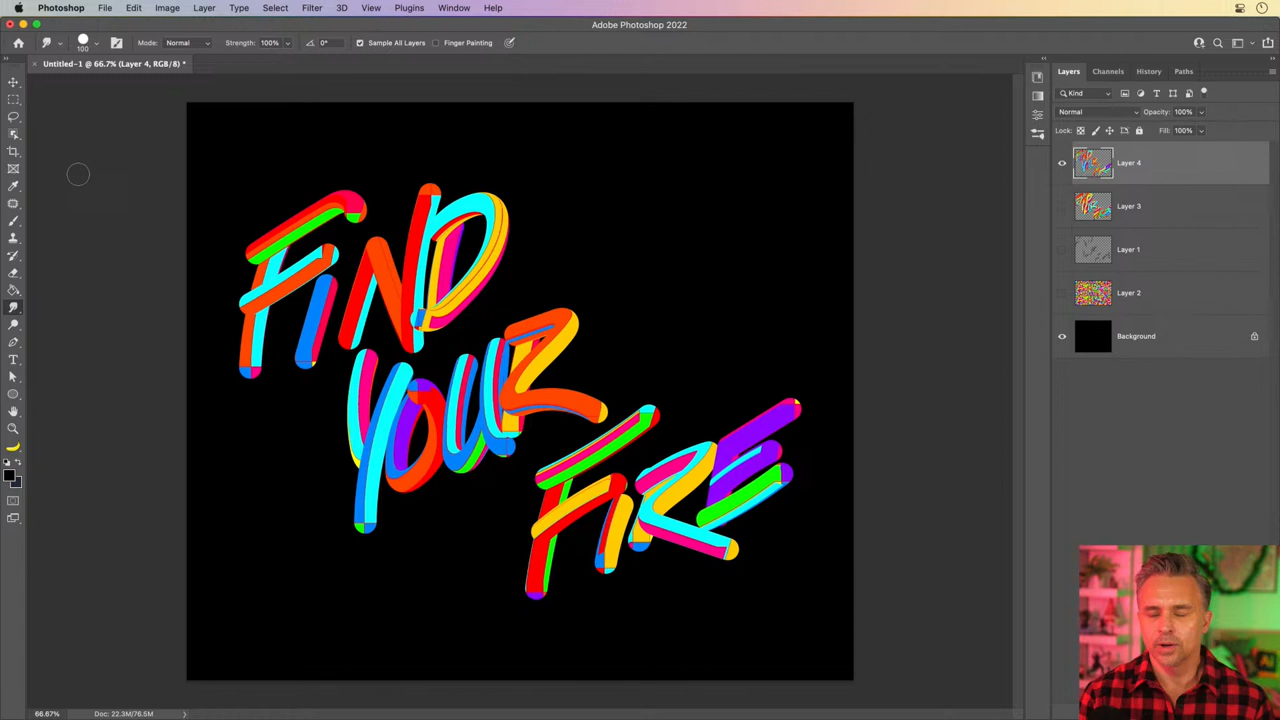 Photoshop File Edit Image Layer Type Select Filter 3D View Plugins Window Help
Adobe Photoshop 2022
100 Mode: Normal Strength: 100% 0° Sample All Layers Finger Painting
Untitled-1 @ 66.7% (Layer 4, RGB/8) *
Layers Channels History Paths
Kind
Normal Opacity: 100%
Lock: Fill: 100%
Layer 4
Layer 3
Layer 1
Layer 2
Background
FiND
YOUR
FiRE
66.67% Doc: 22.3M/76.5M